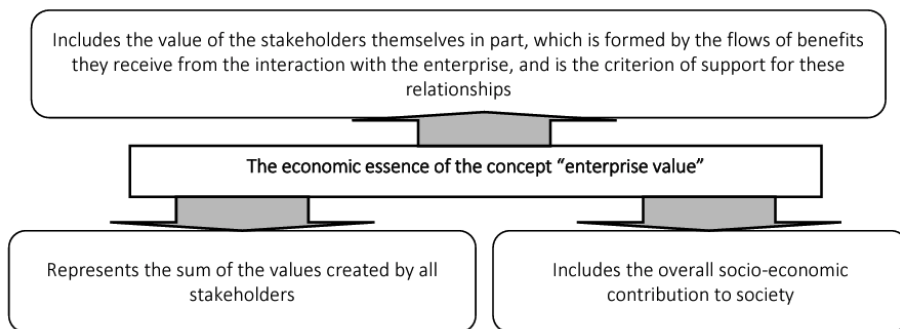 Includes the value of the stakeholders themselves in part, which is formed by the flows of benefits
they receive from the interaction with the enterprise, and is the criterion of support for these
relationships
The economic essence of the concept “enterprise value”
Represents the sum of the values created by all
stakeholders
Includes the overall socio-economic
contribution to society